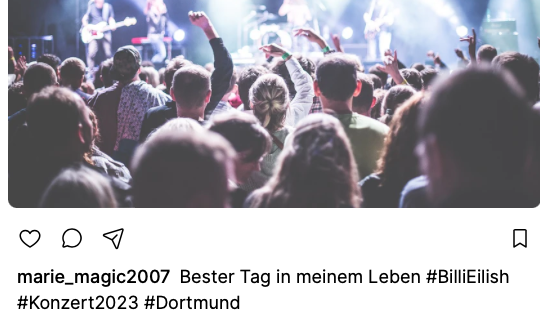 marie_magic2007 Bester Tag in meinem Leben #BilliEilish
#Konzert2023 #Dortmund